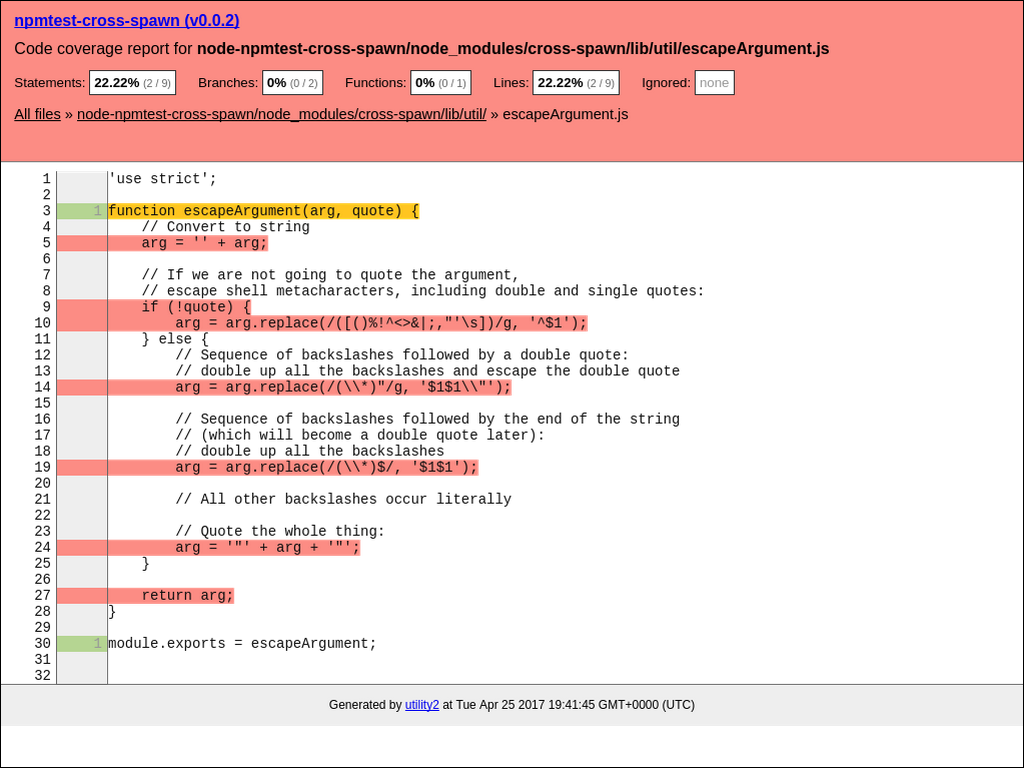 npmtest-cross-spawn (v0.0.2)
Code coverage report for node-npmtest-cross-spawn/node_modules/cross-spawn/lib/util/escapeArgument.js
Statements: 22.22% (2 / 9) Branches: 0% (0 / 2) Functions: 0% (0 / 1) Lines: 22.22% (2 / 9) Ignored: none
All files » node-npmtest-cross-spawn/node_modules/cross-spawn/lib/util/ » escapeArgument.js
1 'use strict';
2
3 1 function escapeArgument(arg, quote) {
4     // Convert to string
5     arg = '' + arg;
6
7     // If we are not going to quote the argument,
8     // escape shell metacharacters, including double and single quotes:
9     if (!quote) {
10         arg = arg.replace(/([()%!^<>&|;,"'\s])/g, '^$1');
11     } else {
12         // Sequence of backslashes followed by a double quote:
13         // double up all the backslashes and escape the double quote
14         arg = arg.replace(/(\\*)"/g, '$1$1\\"');
15
16         // Sequence of backslashes followed by the end of the string
17         // (which will become a double quote later):
18         // double up all the backslashes
19         arg = arg.replace(/(\\*)$/, '$1$1');
20
21         // All other backslashes occur literally
22
23         // Quote the whole thing:
24         arg = '"' + arg + '"';
25     }
26
27     return arg;
28 }
29
30 1 module.exports = escapeArgument;
31
32
Generated by utility2 at Tue Apr 25 2017 19:41:45 GMT+0000 (UTC)